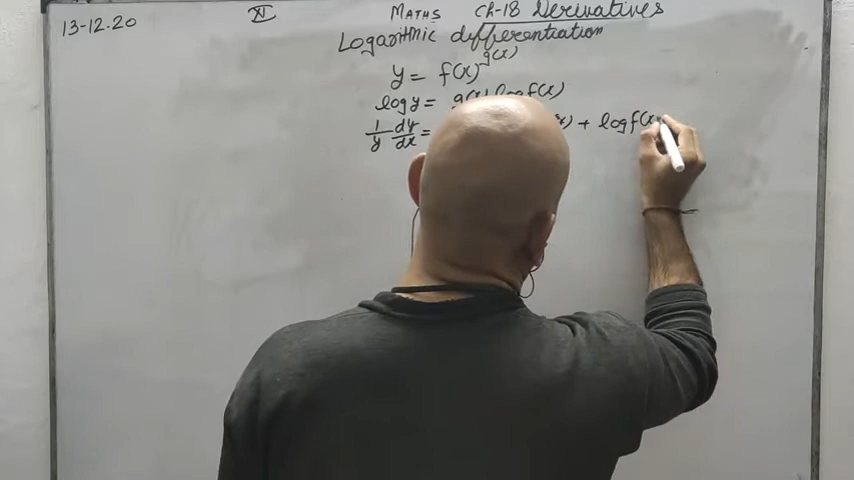 13-12.20 XI MATHS Ch-18 Derivatives
Logarithmic differentiation
y = f(x)^g(x)
log y = g(x) log f(x)
1/y dy/dx = x) + log f(x)